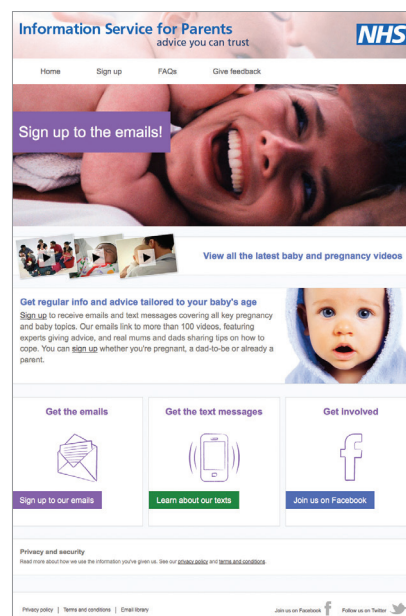 Information Service for Parents
advice you can trust
NHS
Home Sign up FAQs Give feedback
Sign up to the emails!
View all the latest baby and pregnancy videos
Get regular info and advice tailored to your baby's age
Sign up to receive emails and text messages covering all key pregnancy
and baby topics. Our emails link to more than 100 videos, featuring
experts giving advice, and real mums and dads sharing tips on how to
cope. You can sign up whether you're pregnant, a dad-to-be or already a
parent.
Get the emails
Sign up to our emails
Get the text messages
Learn about our texts
Get involved
Join us on Facebook
Privacy and security
Read more about how we use the information you've given us. See our privacy policy and terms and conditions.
Privacy policy | Terms and conditions | Email library
Join us on Facebook Follow us on Twitter